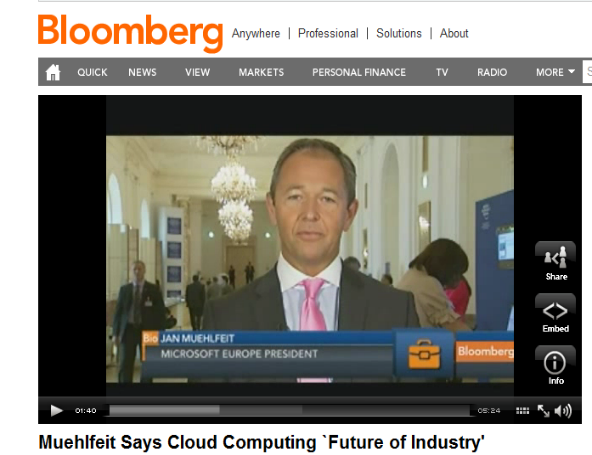 Bloomberg Anywhere | Professional | Solutions | About
QUICK NEWS VIEW MARKETS PERSONAL FINANCE TV RADIO MORE S
Share
Embed
Bio JAN MUEHLFEIT
MICROSOFT EUROPE PRESIDENT Bloomberg
Info
01:40 05:24
Muehlfeit Says Cloud Computing `Future of Industry'